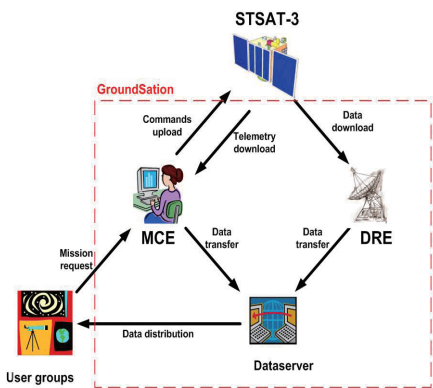 STSAT-3
GroundSation
Commands
upload
Telemetry
download
Data
download
MCE
DRE
Mission
request
Data
transfer
Data
transfer
Data distribution
User groups
Dataserver